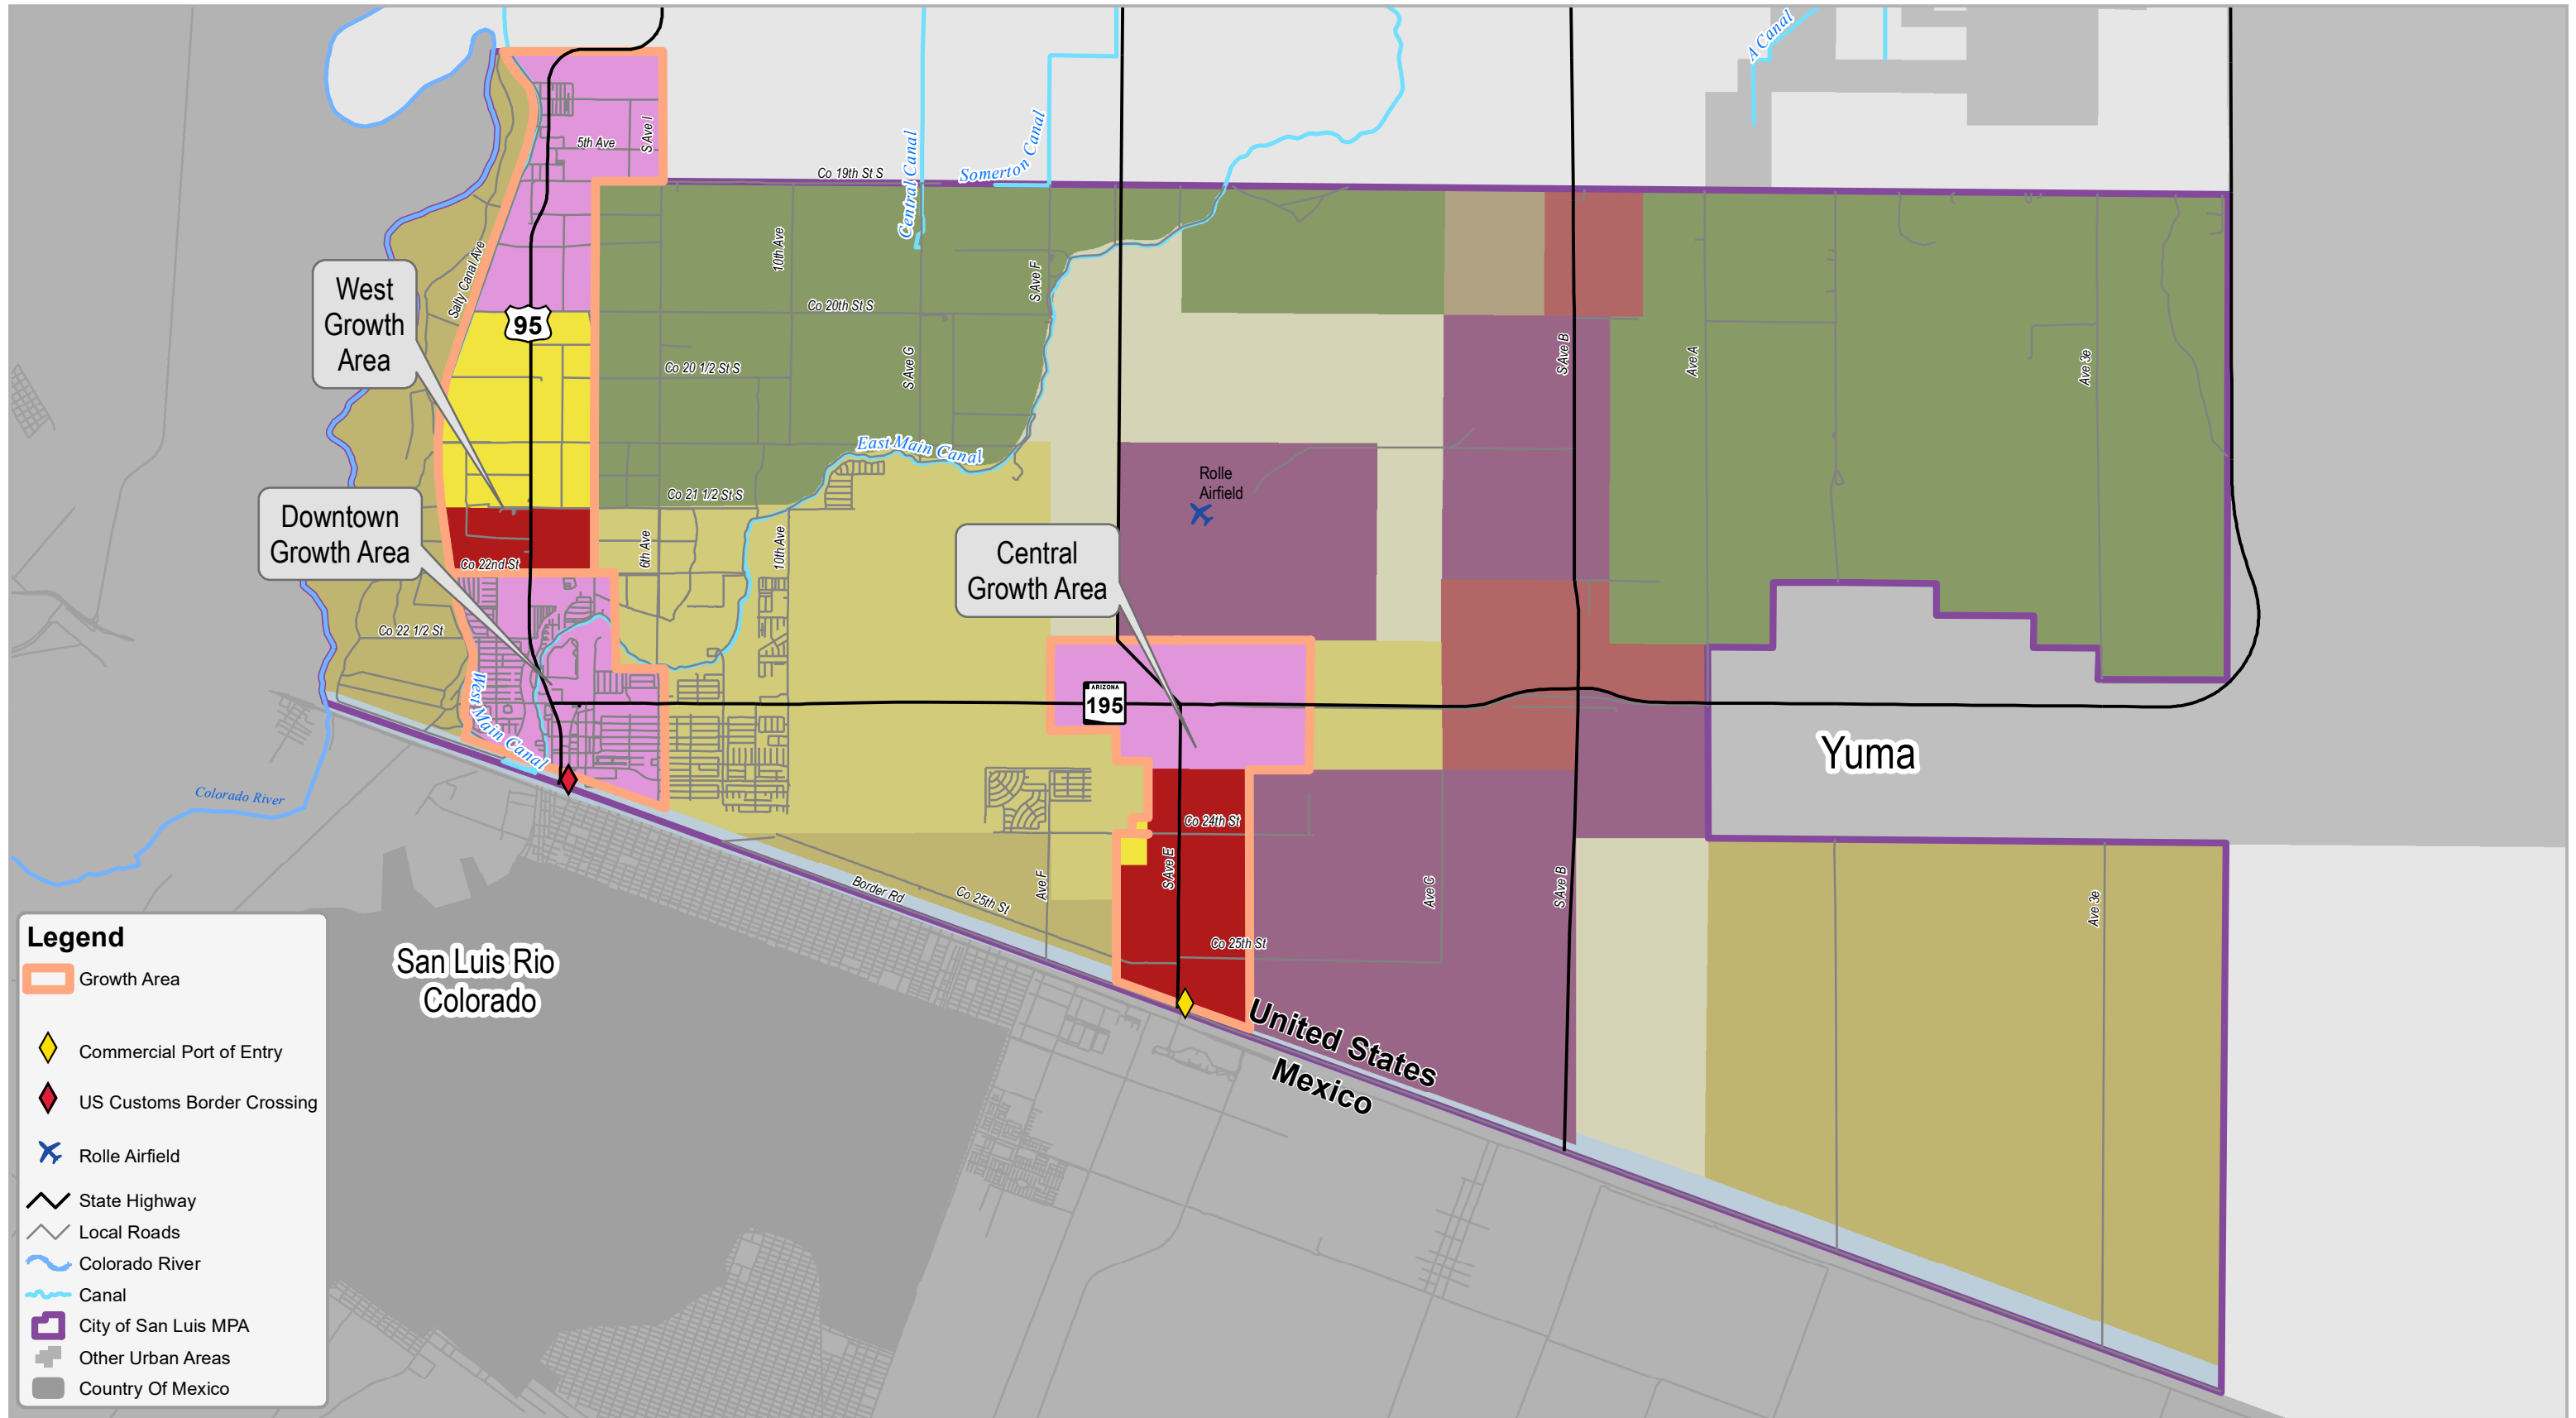 A Canal
5th Ave
S Ave I
Co 19th St S
Central Canal
Somerton Canal
Salty Canal Ave
10th Ave
S Ave F
West
Growth
Area
95
Co 20th St S
Co 20 1/2 St S
S Ave G
S Ave B
Ave A
Ave 3e
East Main Canal
Rolle
Airfield
Co 21 1/2 St S
Downtown
Growth Area
6th Ave
10th Ave
Central
Growth Area
Co 22nd St
Co 22 1/2 St
West Main Canal
ARIZONA
195
Yuma
Colorado River
Co 24th St
S Ave E
Border Rd
Co 25th St
Ave F
Ave C
S Ave B
Ave 3e
Co 25th St
San Luis Rio
Colorado
United States
Mexico
Legend
Growth Area
Commercial Port of Entry
US Customs Border Crossing
Rolle Airfield
State Highway
Local Roads
Colorado River
Canal
City of San Luis MPA
Other Urban Areas
Country Of Mexico